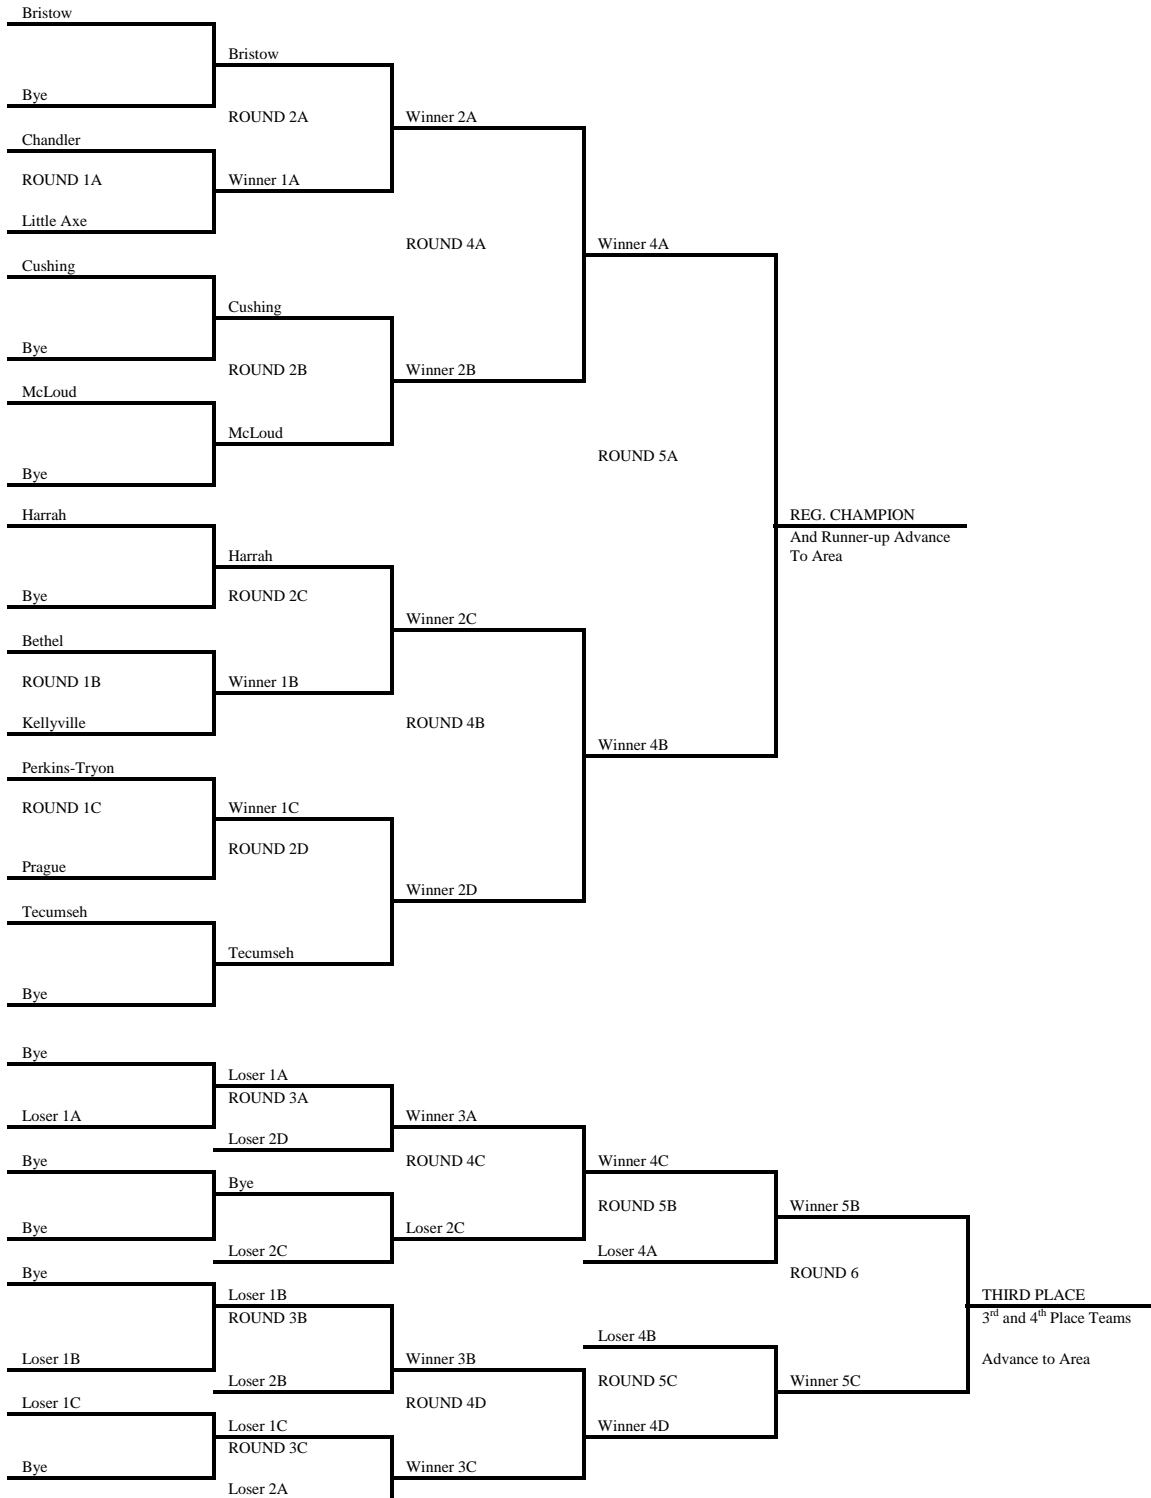 Bristow
Bristow
Bye
ROUND 2A
Winner 2A
Chandler
ROUND 1A
Winner 1A
Little Axe
ROUND 4A
Winner 4A
Cushing
Cushing
Bye
ROUND 2B
Winner 2B
McLoud
McLoud
ROUND 5A
Bye
Harrah
REG. CHAMPION
And Runner-up Advance
To Area
Harrah
Bye
ROUND 2C
Winner 2C
Bethel
ROUND 1B
Winner 1B
Kellyville
ROUND 4B
Winner 4B
Perkins-Tryon
ROUND 1C
Winner 1C
ROUND 2D
Prague
Winner 2D
Tecumseh
Tecumseh
Bye
Bye
Loser 1A
ROUND 3A
Loser 1A
Winner 3A
Loser 2D
Bye
ROUND 4C
Winner 4C
Bye
ROUND 5B
Winner 5B
Bye
Loser 2C
Loser 2C
Loser 4A
Bye
ROUND 6
Loser 1B
THIRD PLACE
ROUND 3B
3rd and 4th Place Teams
Loser 4B
Loser 1B
Winner 3B
Advance to Area
Loser 2B
ROUND 5C
Winner 5C
Loser 1C
ROUND 4D
Loser 1C
Winner 4D
ROUND 3C
Bye
Winner 3C
Loser 2A